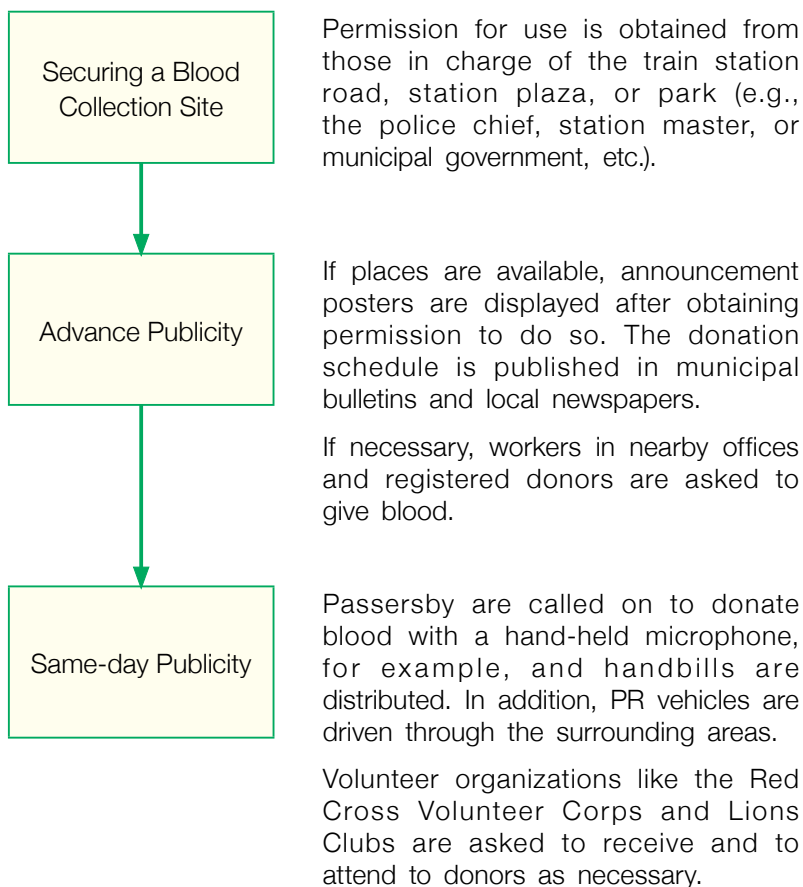 Securing a Blood
Collection Site
Permission for use is obtained from
those in charge of the train station
road, station plaza, or park (e.g.,
the police chief, station master, or
municipal government, etc.).
Advance Publicity
If places are available, announcement
posters are displayed after obtaining
permission to do so. The donation
schedule is published in municipal
bulletins and local newspapers.
If necessary, workers in nearby offices
and registered donors are asked to
give blood.
Same-day Publicity
Passersby are called on to donate
blood with a hand-held microphone,
for example, and handbills are
distributed. In addition, PR vehicles are
driven through the surrounding areas.
Volunteer organizations like the Red
Cross Volunteer Corps and Lions
Clubs are asked to receive and to
attend to donors as necessary.